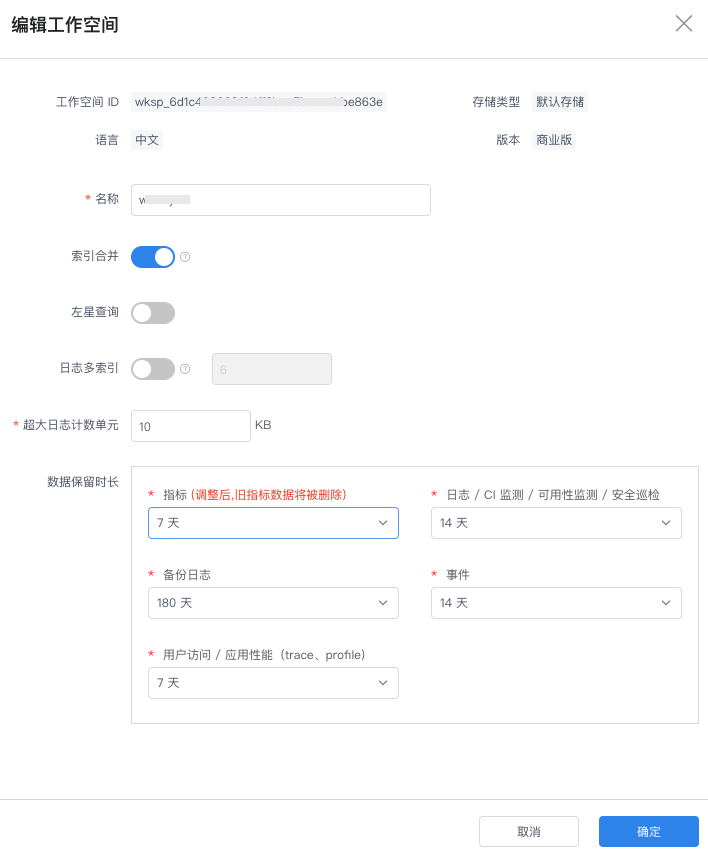 编辑工作空间
工作空间 ID wksp_6d1c4 be863e 存储类型 默认存储
语言 中文 版本 商业版
* 名称
索引合并
左星查询
日志多索引 6
* 超大日志计数单元 10 KB
数据保留时长
* 指标 (调整后,旧指标数据将被删除) * 日志 / CI 监测 / 可用性监测 / 安全巡检
7 天 14 天
* 备份日志 * 事件
180 天 14 天
* 用户访问 / 应用性能（trace、profile）
7 天
取消 确定